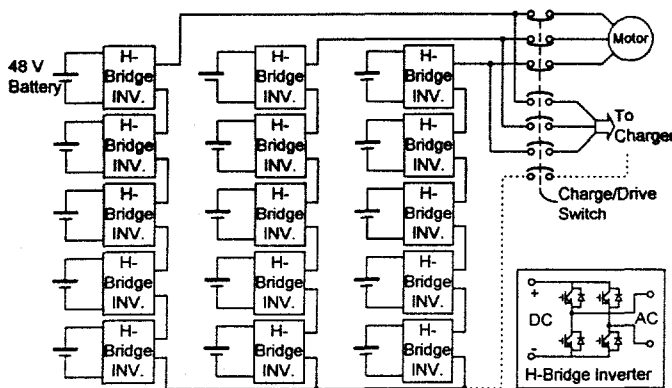 48 V
Battery
H-
Bridge
INV.
H-
Bridge
INV.
H-
Bridge
INV.
H-
Bridge
INV.
H-
Bridge
INV.
H-
Bridge
INV.
H-
Bridge
INV.
H-
Bridge
INV.
H-
Bridge
INV.
H-
Bridge
INV.
H-
Bridge
INV.
H-
Bridge
INV.
H-
Bridge
INV.
H-
Bridge
INV.
H-
Bridge
INV.
Motor
To
Charger
Charge/Drive
Switch
+
DC
-
AC
H-Bridge Inverter